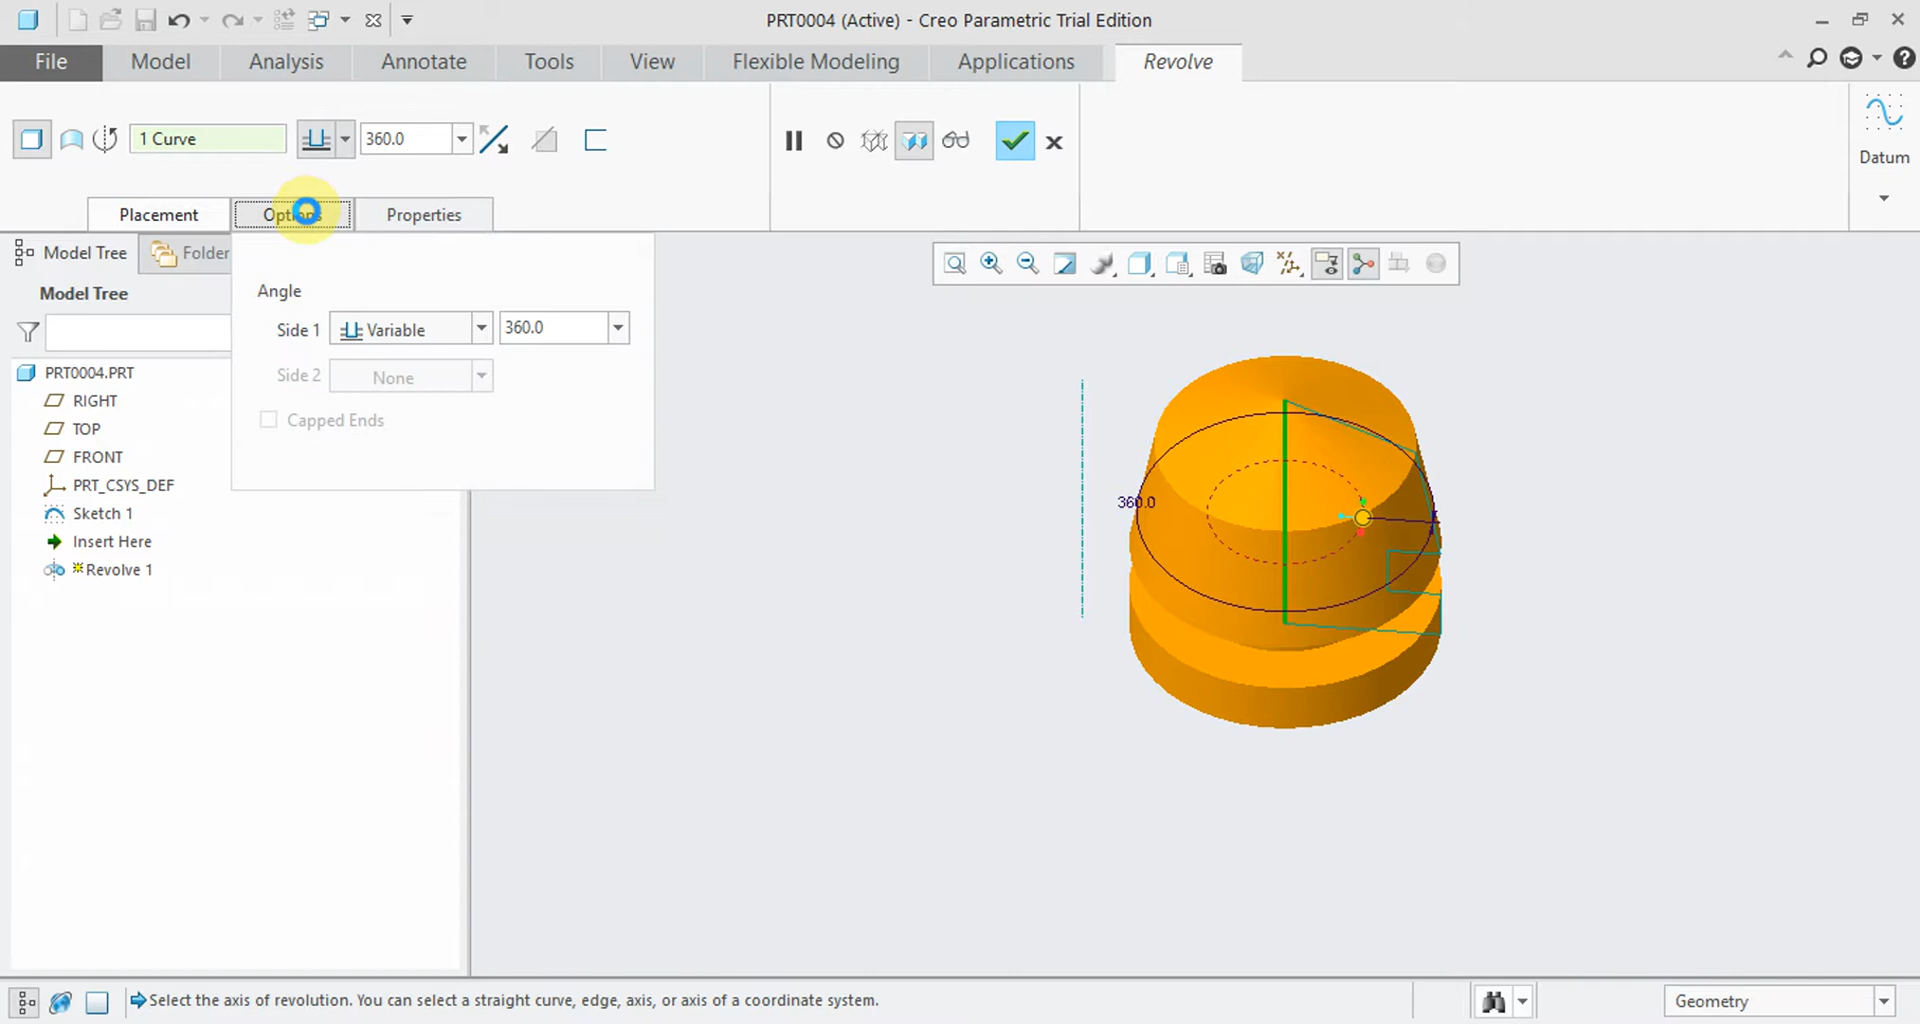 PRT0004 (Active) - Creo Parametric Trial Edition
File Model Analysis Annotate Tools View Flexible Modeling Applications Revolve
1 Curve 360.0
Datum
Placement Options Properties
Model Tree Folder
Model Tree
Angle
Side 1 Variable 360.0
Side 2 None
Capped Ends
PRT0004.PRT
RIGHT
TOP
FRONT
PRT_CSYS_DEF
Sketch 1
Insert Here
Revolve 1
360.0
Select the axis of revolution. You can select a straight curve, edge, axis, or axis of a coordinate system.
Geometry